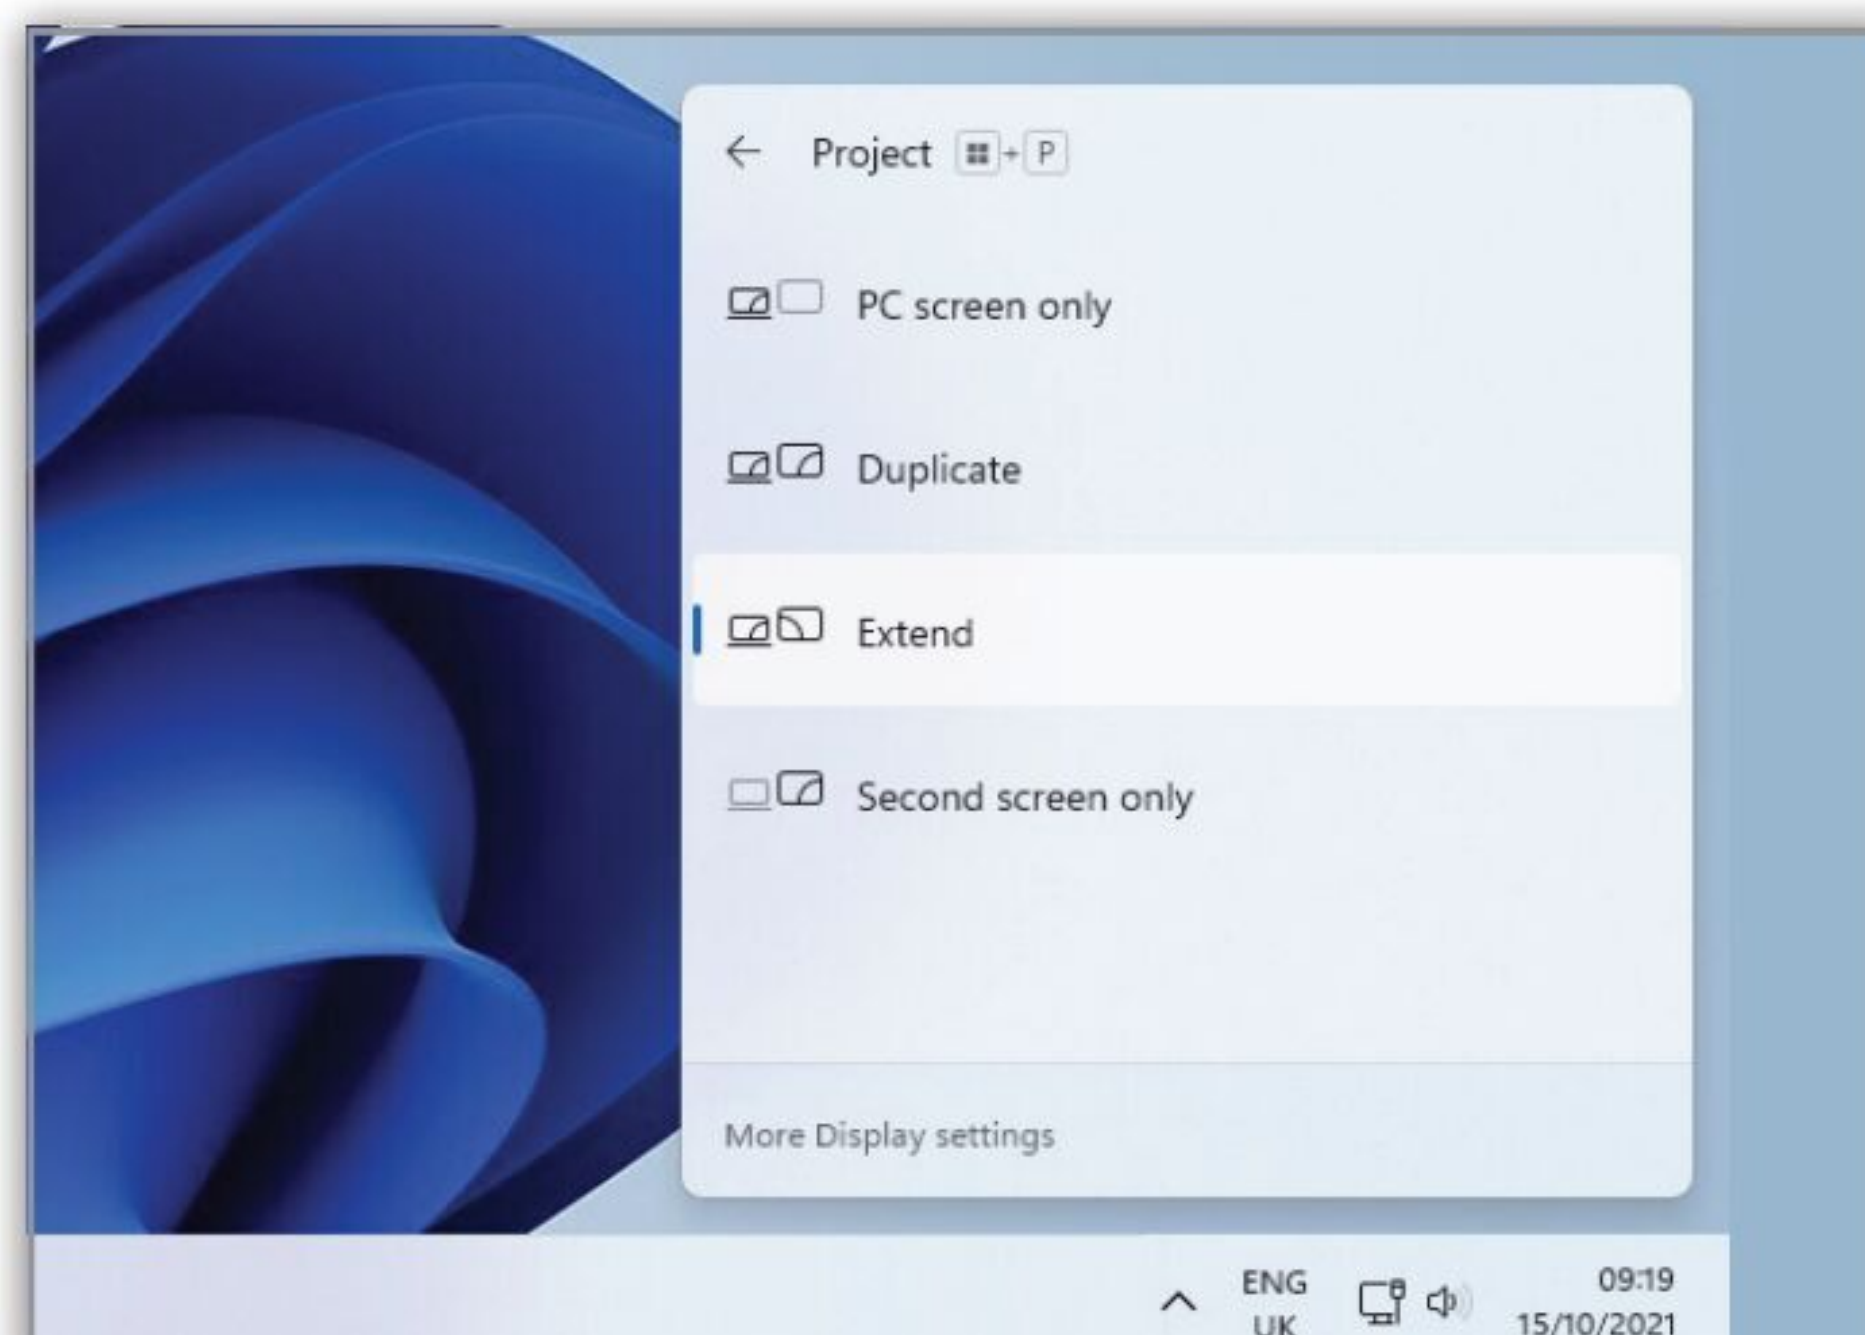 Project + P
PC screen only
Duplicate
Extend
Second screen only
More Display settings
ENG
UK
09:19
15/10/2021